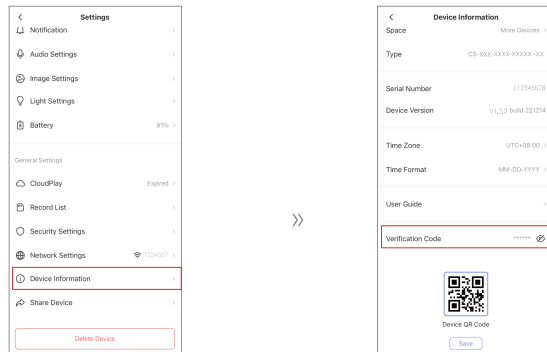 Settings
Notification
Audio Settings
Image Settings
Light Settings
Battery 91%
General Settings
CloudPlay Expired
Record List
Security Settings
Network Settings 1234567
Device Information
Share Device
Delete Device
Device Information
Space More Devices
Type CS-XXX-XXXX-XXXXX -XX
Serial Number L12345678
Device Version V1,2,3 build 221214
Time Zone UTC+08:00
Time Format MM-DD-YYYY
User Guide
Verification Code ******
Device QR Code
Save